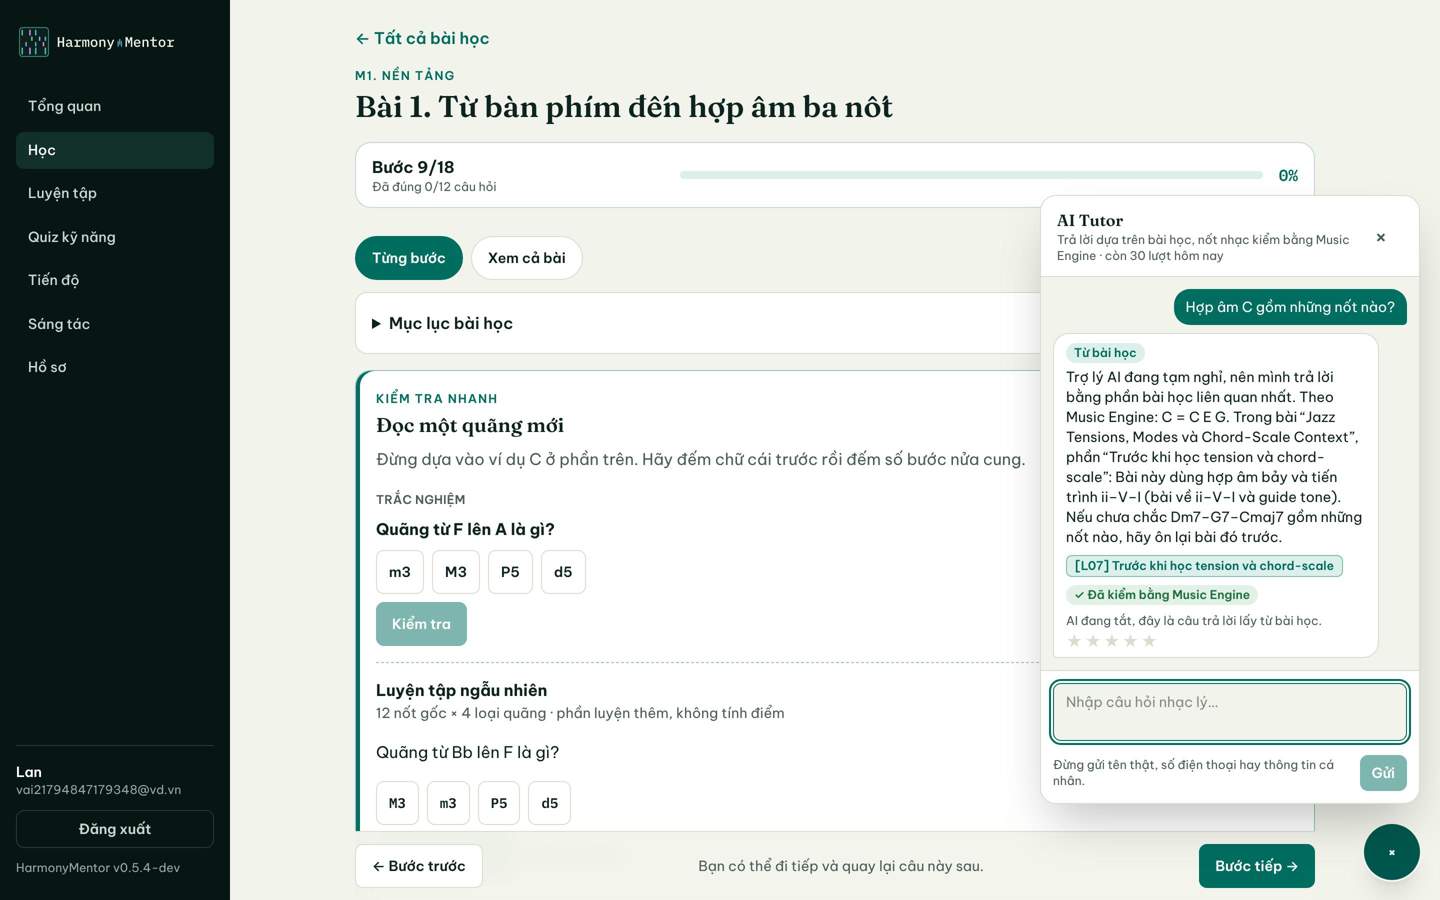 Harmony Mentor
Tổng quan
Học
Luyện tập
Quiz kỹ năng
Tiến độ
Sáng tác
Hồ sơ
Lan
vai21794847179348@vd.vn
Đăng xuất
HarmonyMentor v0.5.4-dev
← Tất cả bài học
M1. NỀN TẢNG
Bài 1. Từ bàn phím đến hợp âm ba nốt
Bước 9/18
Đã đúng 0/12 câu hỏi
0%
Từng bước
Xem cả bài
▶ Mục lục bài học
KIỂM TRA NHANH
Đọc một quãng mới
Đừng dựa vào ví dụ C ở phần trên. Hãy đếm chữ cái trước rồi đếm số bước nửa cung.
TRẮC NGHIỆM
Quãng từ F lên A là gì?
m3
M3
P5
d5
Kiểm tra
Luyện tập ngẫu nhiên
12 nốt gốc × 4 loại quãng · phần luyện thêm, không tính điểm
Quãng từ Bb lên F là gì?
M3
m3
P5
d5
← Bước trước
Bạn có thể đi tiếp và quay lại câu này sau.
Bước tiếp →
AI Tutor
Trả lời dựa trên bài học, nốt nhạc kiểm bằng Music
Engine · còn 30 lượt hôm nay
×
Hợp âm C gồm những nốt nào?
Từ bài học
Trợ lý AI đang tạm nghỉ, nên mình trả lời
bằng phần bài học liên quan nhất. Theo
Music Engine: C = C E G. Trong bài “Jazz
Tensions, Modes và Chord-Scale Context”,
phần “Trước khi học tension và chord-
scale”: Bài này dùng hợp âm bảy và tiến
trình ii–V–I (bài về ii–V–I và guide tone).
Nếu chưa chắc Dm7–G7–Cmaj7 gồm những
nốt nào, hãy ôn lại bài đó trước.
[L07] Trước khi học tension và chord-scale
✓ Đã kiểm bằng Music Engine
AI đang tắt, đây là câu trả lời lấy từ bài học.
★ ★ ★ ★ ★
Nhập câu hỏi nhạc lý...
Đừng gửi tên thật, số điện thoại hay thông tin cá
nhân.
Gửi
×